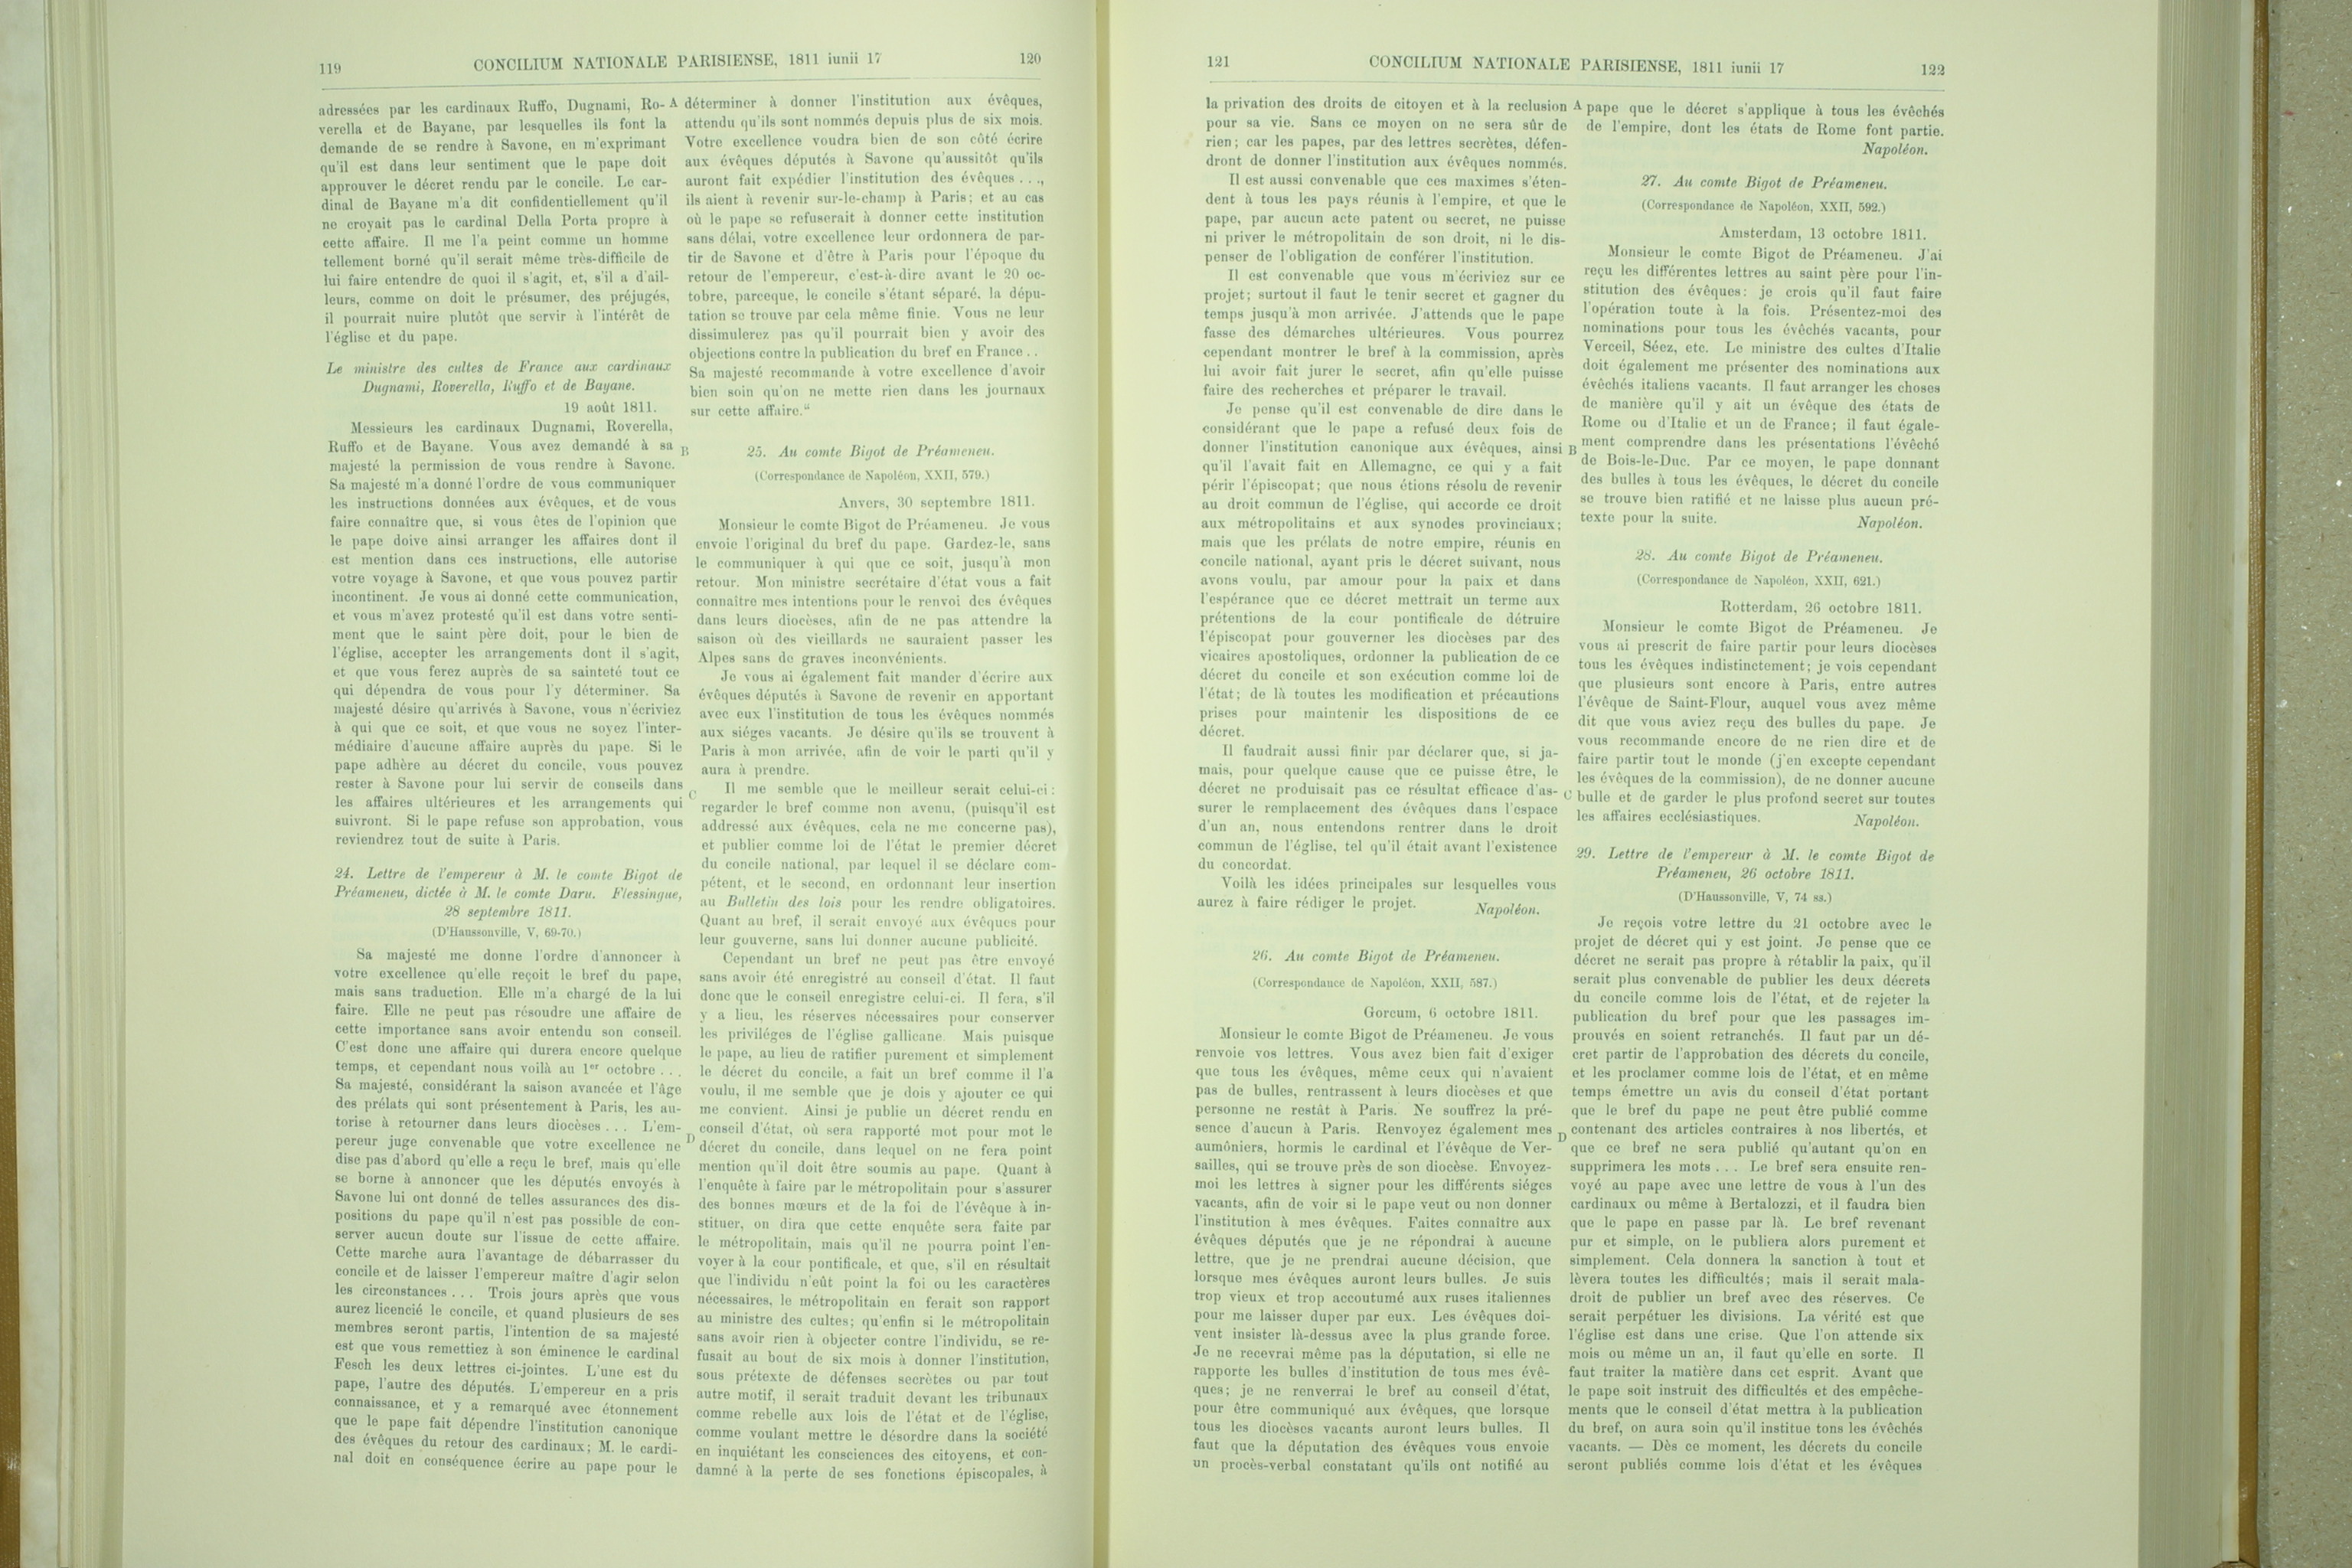 119
CONCILIUM NATIONALE PARISIENSE, 1811 iunii 17
120
adressées par les cardinaux Ruffo, Dugnami, Ro-
verella et de Bayane, par lesquelles ils font la
demande de se rendre à Savone, en m'exprimant
qu'il est dans leur sentiment que le pape doit
approuver le décret rendu par le concile. Le car-
dinal de Bayane m'a dit confidentiellement qu'il
ne croyait pas le cardinal Della Porta propre à
cette affaire. Il me l'a peint comme un homme
tellement borné qu'il serait même très-difficile de
lui faire entendre de quoi il s'agit, et, s'il a d'ail-
leurs, comme on doit le présumer, des préjugés,
il pourrait nuire plutôt que servir à l'intérêt de
l'église et du pape.
Le ministre des cultes de France aux cardinaux
Dugnami, Roverella, Ruffo et de Bayane.
19 août 1811.
Messieurs les cardinaux Dugnami, Roverella,
Ruffo et de Bayane. Vous avez demandé à sa
majesté la permission de vous rendre à Savone.
Sa majesté m'a donné l'ordre de vous communiquer
les instructions données aux évêques, et de vous
faire connaître que, si vous êtes de l'opinion que
le pape doive ainsi arranger les affaires dont il
est mention dans ces instructions, elle autorise
votre voyage à Savone, et que vous pouvez partir
incontinent. Je vous ai donné cette communication,
et vous m'avez protesté qu'il est dans votre senti-
ment que le saint père doit, pour le bien de
l'église, accepter les arrangements dont il s'agit,
et que vous ferez auprès de sa sainteté tout ce
qui dépendra de vous pour l'y déterminer. Sa
majesté désire qu'arrivés à Savone, vous n'écriviez
à qui que ce soit, et que vous ne soyez l'inter-
médiaire d'aucune affaire auprès du pape. Si le
pape adhère au décret du concile, vous pouvez
rester à Savone pour lui servir de conseils dans
les affaires ultérieures et les arrangements qui
suivront. Si le pape refuse son approbation, vous
reviendrez tout de suite à Paris.
24. Lettre de l'empereur à M. le comte Bigot de
Préameneu, dictée à M. le comte Daru. Flessingue,
28 septembre 1811.
(D'Haussonville, V, 69-70.)
Sa majesté me donne l'ordre d'annoncer à
votre excellence qu'elle reçoit le bref du pape,
mais sans traduction. Elle m'a chargé de la lui
faire. Elle ne peut pas résoudre une affaire de
cette importance sans avoir entendu son conseil.
C'est donc une affaire qui durera encore quelque
temps, et cependant nous voilà au 1er octobre . . .
Sa majesté, considérant la saison avancée et l'âge
des prélats qui sont présentement à Paris, les au-
torise à retourner dans leurs diocèses . . . L'em-
pereur juge convenable que votre excellence ne
dise pas d'abord qu'elle a reçu le bref, mais qu'elle
se borne à annoncer que les députés envoyés à
Savone lui ont donné de telles assurances des dis-
positions du pape qu'il n'est pas possible de con-
server aucun doute sur l'issue de cette affaire.
Cette marche aura l'avantage de débarrasser du
concile et de laisser l'empereur maître d'agir selon
les circonstances . . . Trois jours après que vous
aurez licencié le concile, et quand plusieurs de ses
membres seront partis, l'intention de sa majesté
est que vous remettiez à son éminence le cardinal
Fesch les deux lettres ci-jointes. L'une est du
pape, l'autre des députés. L'empereur en a pris
connaissance, et y a remarqué avec étonnement
que le pape fait dépendre l'institution canonique
des évêques du retour des cardinaux; M. le cardi-
nal doit en conséquence écrire au pape pour le
A
B
C
D
déterminer à donner l'institution aux évêques,
attendu qu'ils sont nommés depuis plus de six mois.
Votre excellence voudra bien de son côté écrire
aux évêques députés à Savone qu'aussitôt qu'ils
auront fait expédier l'institution des évêques . . .,
ils aient à revenir sur-le-champ à Paris; et au cas
où le pape se refuserait à donner cette institution
sans délai, votre excellence leur ordonnera de par-
tir de Savone et d'être à Paris pour l'époque du
retour de l'empereur, c'est-à-dire avant le 20 oc-
tobre, parceque, le concile s'étant séparé. la dépu-
tation se trouve par cela même finie. Vous ne leur
dissimulerez pas qu'il pourrait bien y avoir des
objections contre la publication du bref en France . .
Sa majesté recommande à votre excellence d'avoir
bien soin qu'on ne mette rien dans les journaux
sur cette affaire.“
25. Au comte Bigot de Préameneu.
(Correspondance de Napoléon, XXII, 579.)
Anvers, 30 septembre 1811.
Monsieur le comte Bigot de Préameneu. Je vous
envoie l'original du bref du pape. Gardez-le, sans
le communiquer à qui que ce soit, jusqu'à mon
retour. Mon ministre secrétaire d'état vous a fait
connaître mes intentions pour le renvoi des évêques
dans leurs diocèses, afin de ne pas attendre la
saison où des vieillards ne sauraient passer les
Alpes sans de graves inconvénients.
Je vous ai également fait mander d'écrire aux
évêques députés à Savone de revenir en apportant
avec eux l'institution de tous les évêques nommés
aux siéges vacants. Je désire qu'ils se trouvent à
Paris à mon arrivée, afin de voir le parti qu'il y
aura à prendre.
Il me semble que le meilleur serait celui-ci:
regarder le bref comme non avenu, (puisqu'il est
addressé aux évêques, cela ne me concerne pas),
et publier comme loi de l'état le premier décret
du concile national, par lequel il se déclare com-
pétent, et le second, en ordonnant leur insertion
au Bulletin des lois pour les rendre obligatoires.
Quant au bref, il serait envoyé aux évêques pour
leur gouverne, sans lui donner aucune publicité.
Cependant un bref ne peut pas être envoyé
sans avoir été enregistré au conseil d'état. Il faut
donc que le conseil enregistre celui-ci. Il fera, s'il
y a lieu, les réserves nécessaires pour conserver
les priviléges de l'église gallicane. Mais puisque
le pape, au lieu de ratifier purement et simplement
le décret du concile, a fait un bref comme il l'a
voulu, il me semble que je dois y ajouter ce qui
me convient. Ainsi je publie un décret rendu en
conseil d'état, où sera rapporté mot pour mot le
décret du concile, dans lequel on ne fera point
mention qu'il doit être soumis au pape. Quant à
l'enquête à faire par le métropolitain pour s'assurer
des bonnes mœurs et de la foi de l'évêque à in-
stituer, on dira que cette enquête sera faite par
le métropolitain, mais qu'il ne pourra point l'en-
voyer à la cour pontificale, et que, s'il en résultait
que l'individu n'eût point la foi ou les caractères
nécessaires, le métropolitain en ferait son rapport
au ministre des cultes; qu'enfin si le métropolitain
sans avoir rien à objecter contre l'individu, se re-
fusait au bout de six mois à donner l'institution,
sous prétexte de défenses secrètes ou par tout
autre motif, il serait traduit devant les tribunaux
comme rebelle aux lois de l'état et de l'église,
comme voulant mettre le désordre dans la société
en inquiétant les consciences des citoyens, et con-
damné à la perte de ses fonctions épiscopales, à
121
CONCILIUM NATIONALE PARISIENSE, 1811 iunii 17
122
la privation des droits de citoyen et à la reclusion
pour sa vie. Sans ce moyen on ne sera sûr de
rien; car les papes, par des lettres secrètes, défen-
dront de donner l'institution aux évêques nommés.
Il est aussi convenable que ces maximes s'éten-
dent à tous les pays réunis à l'empire, et que le
pape, par aucun acte patent ou secret, ne puisse
ni priver le métropolitain de son droit, ni le dis-
penser de l'obligation de conférer l'institution.
Il est convenable que vous m'écriviez sur ce
projet; surtout il faut le tenir secret et gagner du
temps jusqu'à mon arrivée. J'attends que le pape
fasse des démarches ultérieures. Vous pourrez
cependant montrer le bref à la commission, après
lui avoir fait jurer le secret, afin qu'elle puisse
faire des recherches et préparer le travail.
Je pense qu'il est convenable de dire dans le
considérant que le pape a refusé deux fois de
donner l'institution canonique aux évêques, ainsi
qu'il l'avait fait en Allemagne, ce qui y a fait
périr l'épiscopat; que nous étions résolu de revenir
au droit commun de l'église, qui accorde ce droit
aux métropolitains et aux synodes provinciaux;
mais que les prélats de notre empire, réunis en
concile national, ayant pris le décret suivant, nous
avons voulu, par amour pour la paix et dans
l'espérance que ce décret mettrait un terme aux
prétentions de la cour pontificale de détruire
l'épiscopat pour gouverner les diocèses par des
vicaires apostoliques, ordonner la publication de ce
décret du concile et son exécution comme loi de
l'état; de là toutes les modification et précautions
prises pour maintenir les dispositions de ce
décret.
Il faudrait aussi finir par déclarer que, si ja-
mais, pour quelque cause que ce puisse être, le
décret ne produisait pas ce résultat efficace d'as-
surer le remplacement des évêques dans l'espace
d'un an, nous entendons rentrer dans le droit
commun de l'église, tel qu'il était avant l'existence
du concordat.
Voilà les idées principales sur lesquelles vous
aurez à faire rédiger le projet. Napoléon.
26. Au comte Bigot de Préameneu.
(Correspondance de Napoléon, XXII, 587.)
Gorcum, 6 octobre 1811.
Monsieur le comte Bigot de Préameneu. Je vous
renvoie vos lettres. Vous avez bien fait d'exiger
que tous les évêques, même ceux qui n'avaient
pas de bulles, rentrassent à leurs diocèses et que
personne ne restât à Paris. Ne souffrez la pré-
sence d'aucun à Paris. Renvoyez également mes
aumôniers, hormis le cardinal et l'évêque de Ver-
sailles, qui se trouve près de son diocèse. Envoyez-
moi les lettres à signer pour les différents siéges
vacants, afin de voir si le pape veut ou non donner
l'institution à mes évêques. Faites connaître aux
évêques députés que je ne répondrai à aucune
lettre, que je ne prendrai aucune décision, que
lorsque mes évêques auront leurs bulles. Je suis
trop vieux et trop accoutumé aux ruses italiennes
pour me laisser duper par eux. Les évêques doi-
vent insister là-dessus avec la plus grande force.
Je ne recevrai même pas la députation, si elle ne
rapporte les bulles d'institution de tous mes évê-
ques; je ne renverrai le bref au conseil d'état,
pour être communiqué aux évêques, que lorsque
tous les diocèses vacants auront leurs bulles. Il
faut que la députation des évêques vous envoie
un procès-verbal constatant qu'ils ont notifié au
A
B
C
D
pape que le décret s'applique à tous les évêchés
de l'empire, dont les états de Rome font partie.
Napoléon.
27. Au comte Bigot de Préameneu.
(Correspondance de Napoléon, XXII, 592.)
Amsterdam, 13 octobre 1811.
Monsieur le comte Bigot de Préameneu. J'ai
reçu les différentes lettres au saint père pour l'in-
stitution des évêques: je crois qu'il faut faire
l'opération toute à la fois. Présentez-moi des
nominations pour tous les évêchés vacants, pour
Verceil, Séez, etc. Le ministre des cultes d'Italie
doit également me présenter des nominations aux
évêchés italiens vacants. Il faut arranger les choses
de manière qu'il y ait un évêque des états de
Rome ou d'Italie et un de France; il faut égale-
ment comprendre dans les présentations l'évêché
de Bois-le-Duc. Par ce moyen, le pape donnant
des bulles à tous les évêques, le décret du concile
se trouve bien ratifié et ne laisse plus aucun pré-
texte pour la suite. Napoléon.
28. Au comte Bigot de Préameneu.
(Correspondance de Napoléon, XXII, 621.)
Rotterdam, 26 octobre 1811.
Monsieur le comte Bigot de Préameneu. Je
vous ai prescrit de faire partir pour leurs diocèses
tous les évêques indistinctement; je vois cependant
que plusieurs sont encore à Paris, entre autres
l'évêque de Saint-Flour, auquel vous avez même
dit que vous aviez reçu des bulles du pape. Je
vous recommande encore de ne rien dire et de
faire partir tout le monde (j'en excepte cependant
les évêques de la commission), de ne donner aucune
bulle et de garder le plus profond secret sur toutes
les affaires ecclésiastiques. Napoléon.
29. Lettre de l'empereur à M. le comte Bigot de
Préameneu, 26 octobre 1811.
(D'Haussonville, V, 74 ss.)
Je reçois votre lettre du 21 octobre avec le
projet de décret qui y est joint. Je pense que ce
décret ne serait pas propre à rétablir la paix, qu'il
serait plus convenable de publier les deux décrets
du concile comme lois de l'état, et de rejeter la
publication du bref pour que les passages im-
prouvés en soient retranchés. Il faut par un dé-
cret partir de l'approbation des décrets du concile,
et les proclamer comme lois de l'état, et en même
temps émettre un avis du conseil d'état portant
que le bref du pape ne peut être publié comme
contenant des articles contraires à nos libertés, et
que ce bref ne sera publié qu'autant qu'on en
supprimera les mots . . . Le bref sera ensuite ren-
voyé au pape avec une lettre de vous à l'un des
cardinaux ou même à Bertalozzi, et il faudra bien
que le pape en passe par là. Le bref revenant
pur et simple, on le publiera alors purement et
simplement. Cela donnera la sanction à tout et
lèvera toutes les difficultés; mais il serait mala-
droit de publier un bref avec des réserves. Ce
serait perpétuer les divisions. La vérité est que
l'église est dans une crise. Que l'on attende six
mois ou même un an, il faut qu'elle en sorte. Il
faut traiter la matière dans cet esprit. Avant que
le pape soit instruit des difficultés et des empêche-
ments que le conseil d'état mettra à la publication
du bref, on aura soin qu'il institue tons les évêchés
vacants. — Dès ce moment, les décrets du concile
seront publiés comme lois d'état et les évêques